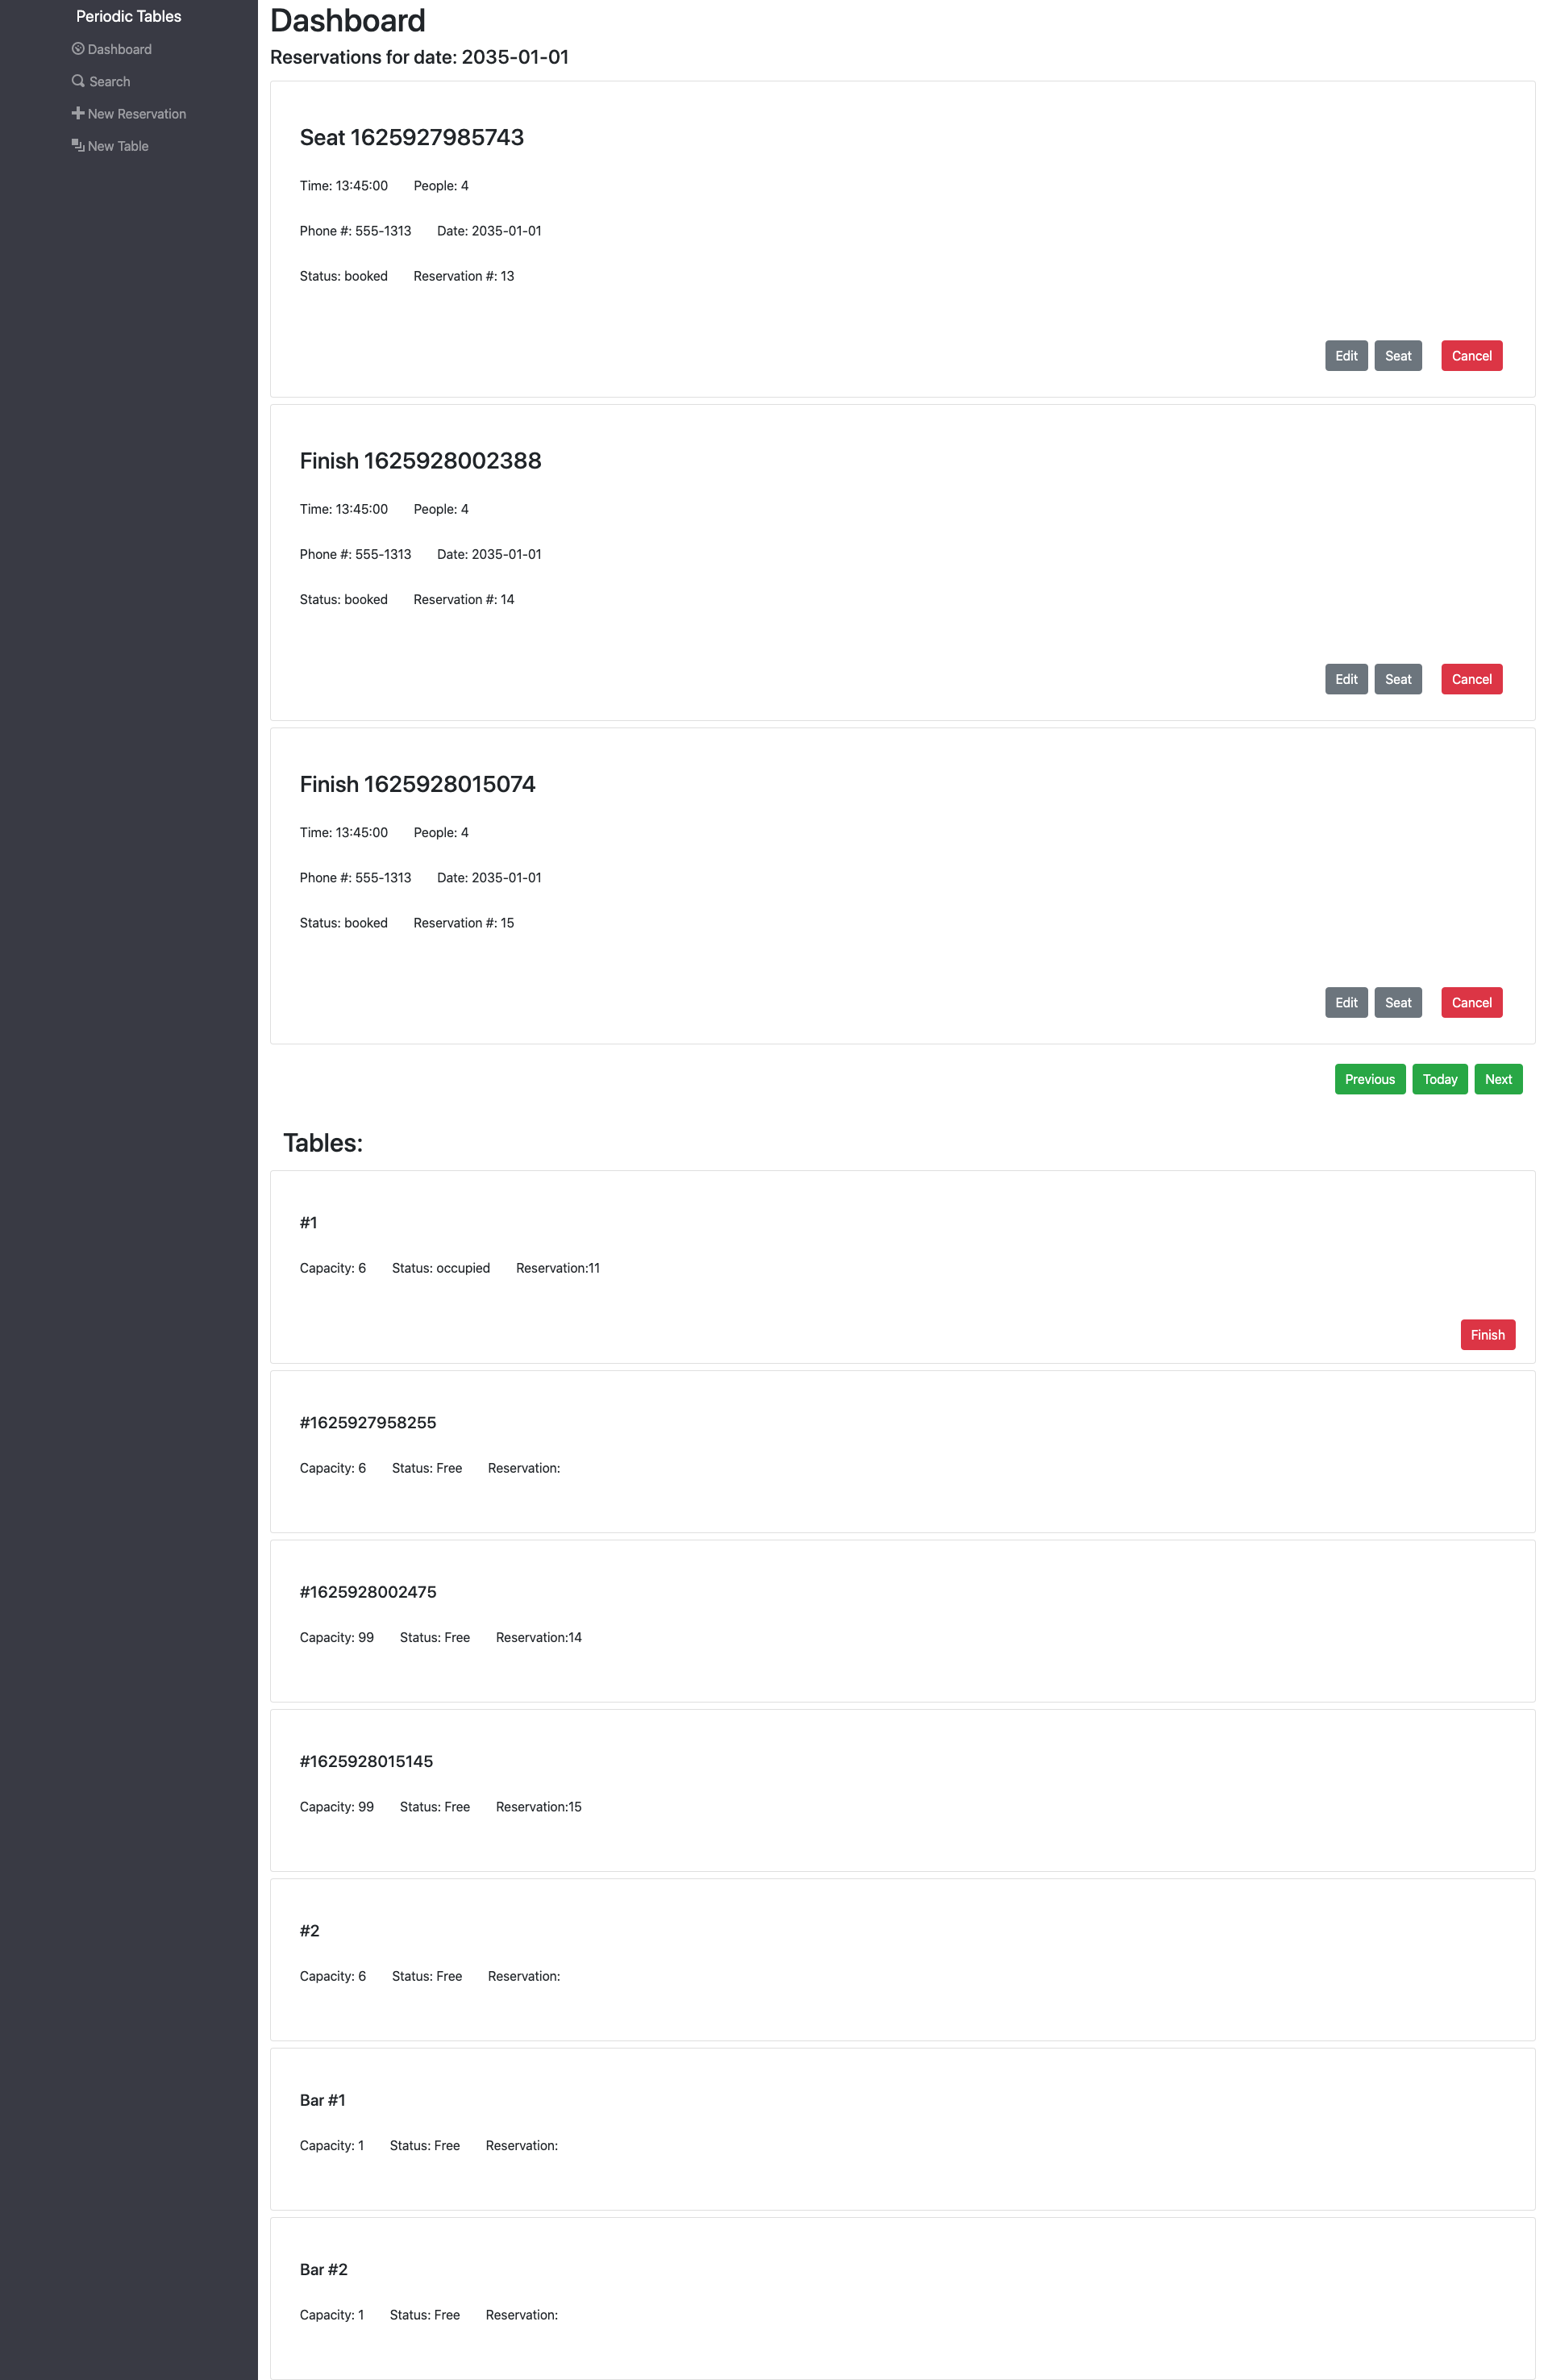 Periodic Tables
Dashboard
Search
New Reservation
New Table
Dashboard
Reservations for date: 2035-01-01
Seat 1625927985743
Time: 13:45:00 People: 4
Phone #: 555-1313 Date: 2035-01-01
Status: booked Reservation #: 13
Edit Seat Cancel
Finish 1625928002388
Time: 13:45:00 People: 4
Phone #: 555-1313 Date: 2035-01-01
Status: booked Reservation #: 14
Edit Seat Cancel
Finish 1625928015074
Time: 13:45:00 People: 4
Phone #: 555-1313 Date: 2035-01-01
Status: booked Reservation #: 15
Edit Seat Cancel
Previous Today Next
Tables:
#1
Capacity: 6 Status: occupied Reservation:11
Finish
#1625927958255
Capacity: 6 Status: Free Reservation:
#1625928002475
Capacity: 99 Status: Free Reservation:14
#1625928015145
Capacity: 99 Status: Free Reservation:15
#2
Capacity: 6 Status: Free Reservation:
Bar #1
Capacity: 1 Status: Free Reservation:
Bar #2
Capacity: 1 Status: Free Reservation: